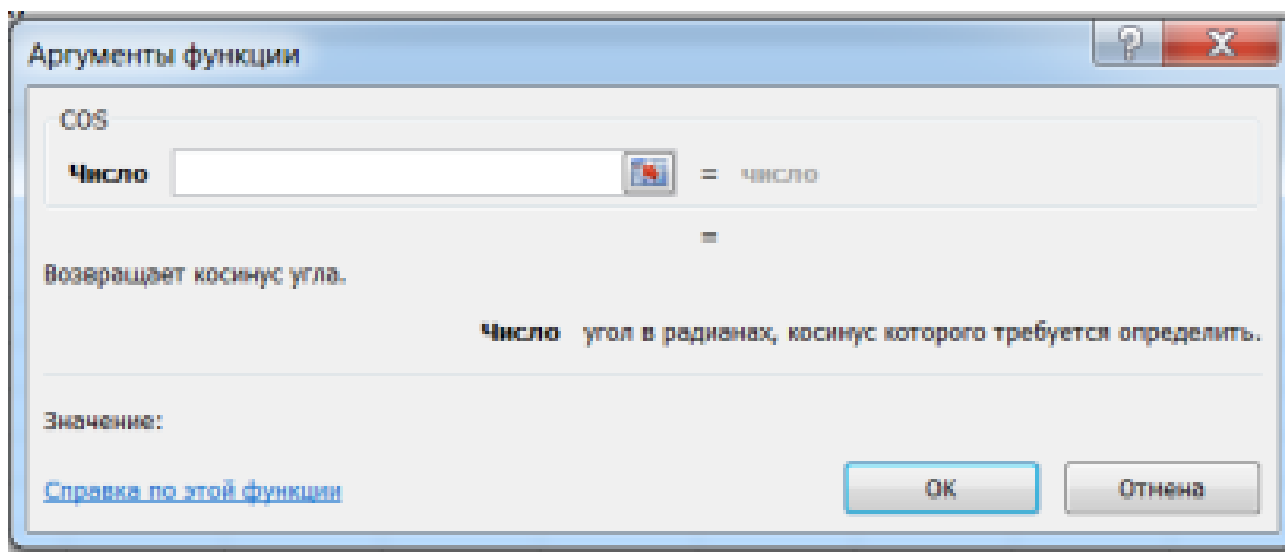 Аргументы функции
COS
Число = число
=
Возвращает косинус угла.
Число угол в радианах, косинус которого требуется определить.
Значение:
Справка по этой функции
ОК Отмена